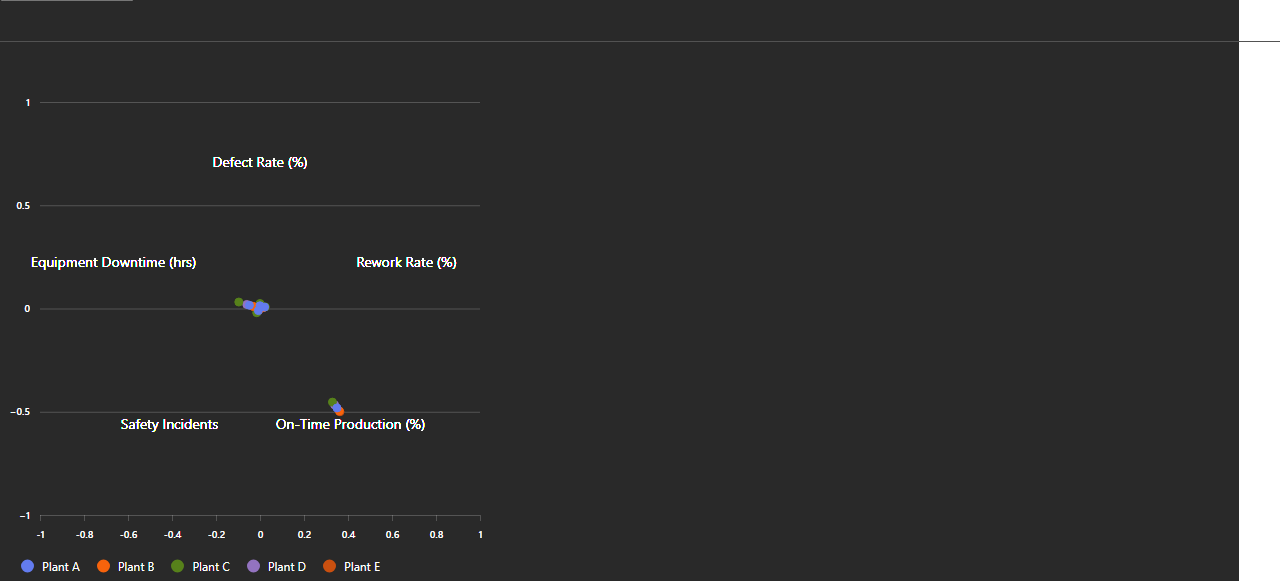 1
Defect Rate (%)
0.5
Equipment Downtime (hrs)
Rework Rate (%)
0
−0.5
Safety Incidents
On-Time Production (%)
−1
-1 -0.8 -0.6 -0.4 -0.2 0 0.2 0.4 0.6 0.8 1
Plant A Plant B Plant C Plant D Plant E